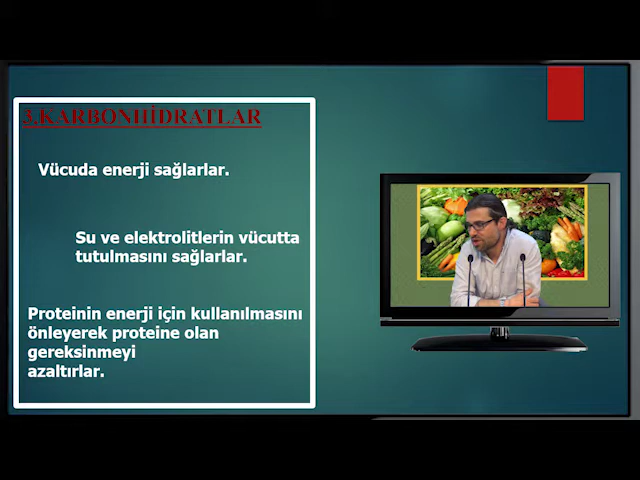 3.KARBONHİDRATLAR
Vücuda enerji sağlarlar.
Su ve elektrolitlerin vücutta
tutulmasını sağlarlar.
Proteinin enerji için kullanılmasını
önleyerek proteine olan
gereksinmeyi
azaltırlar.